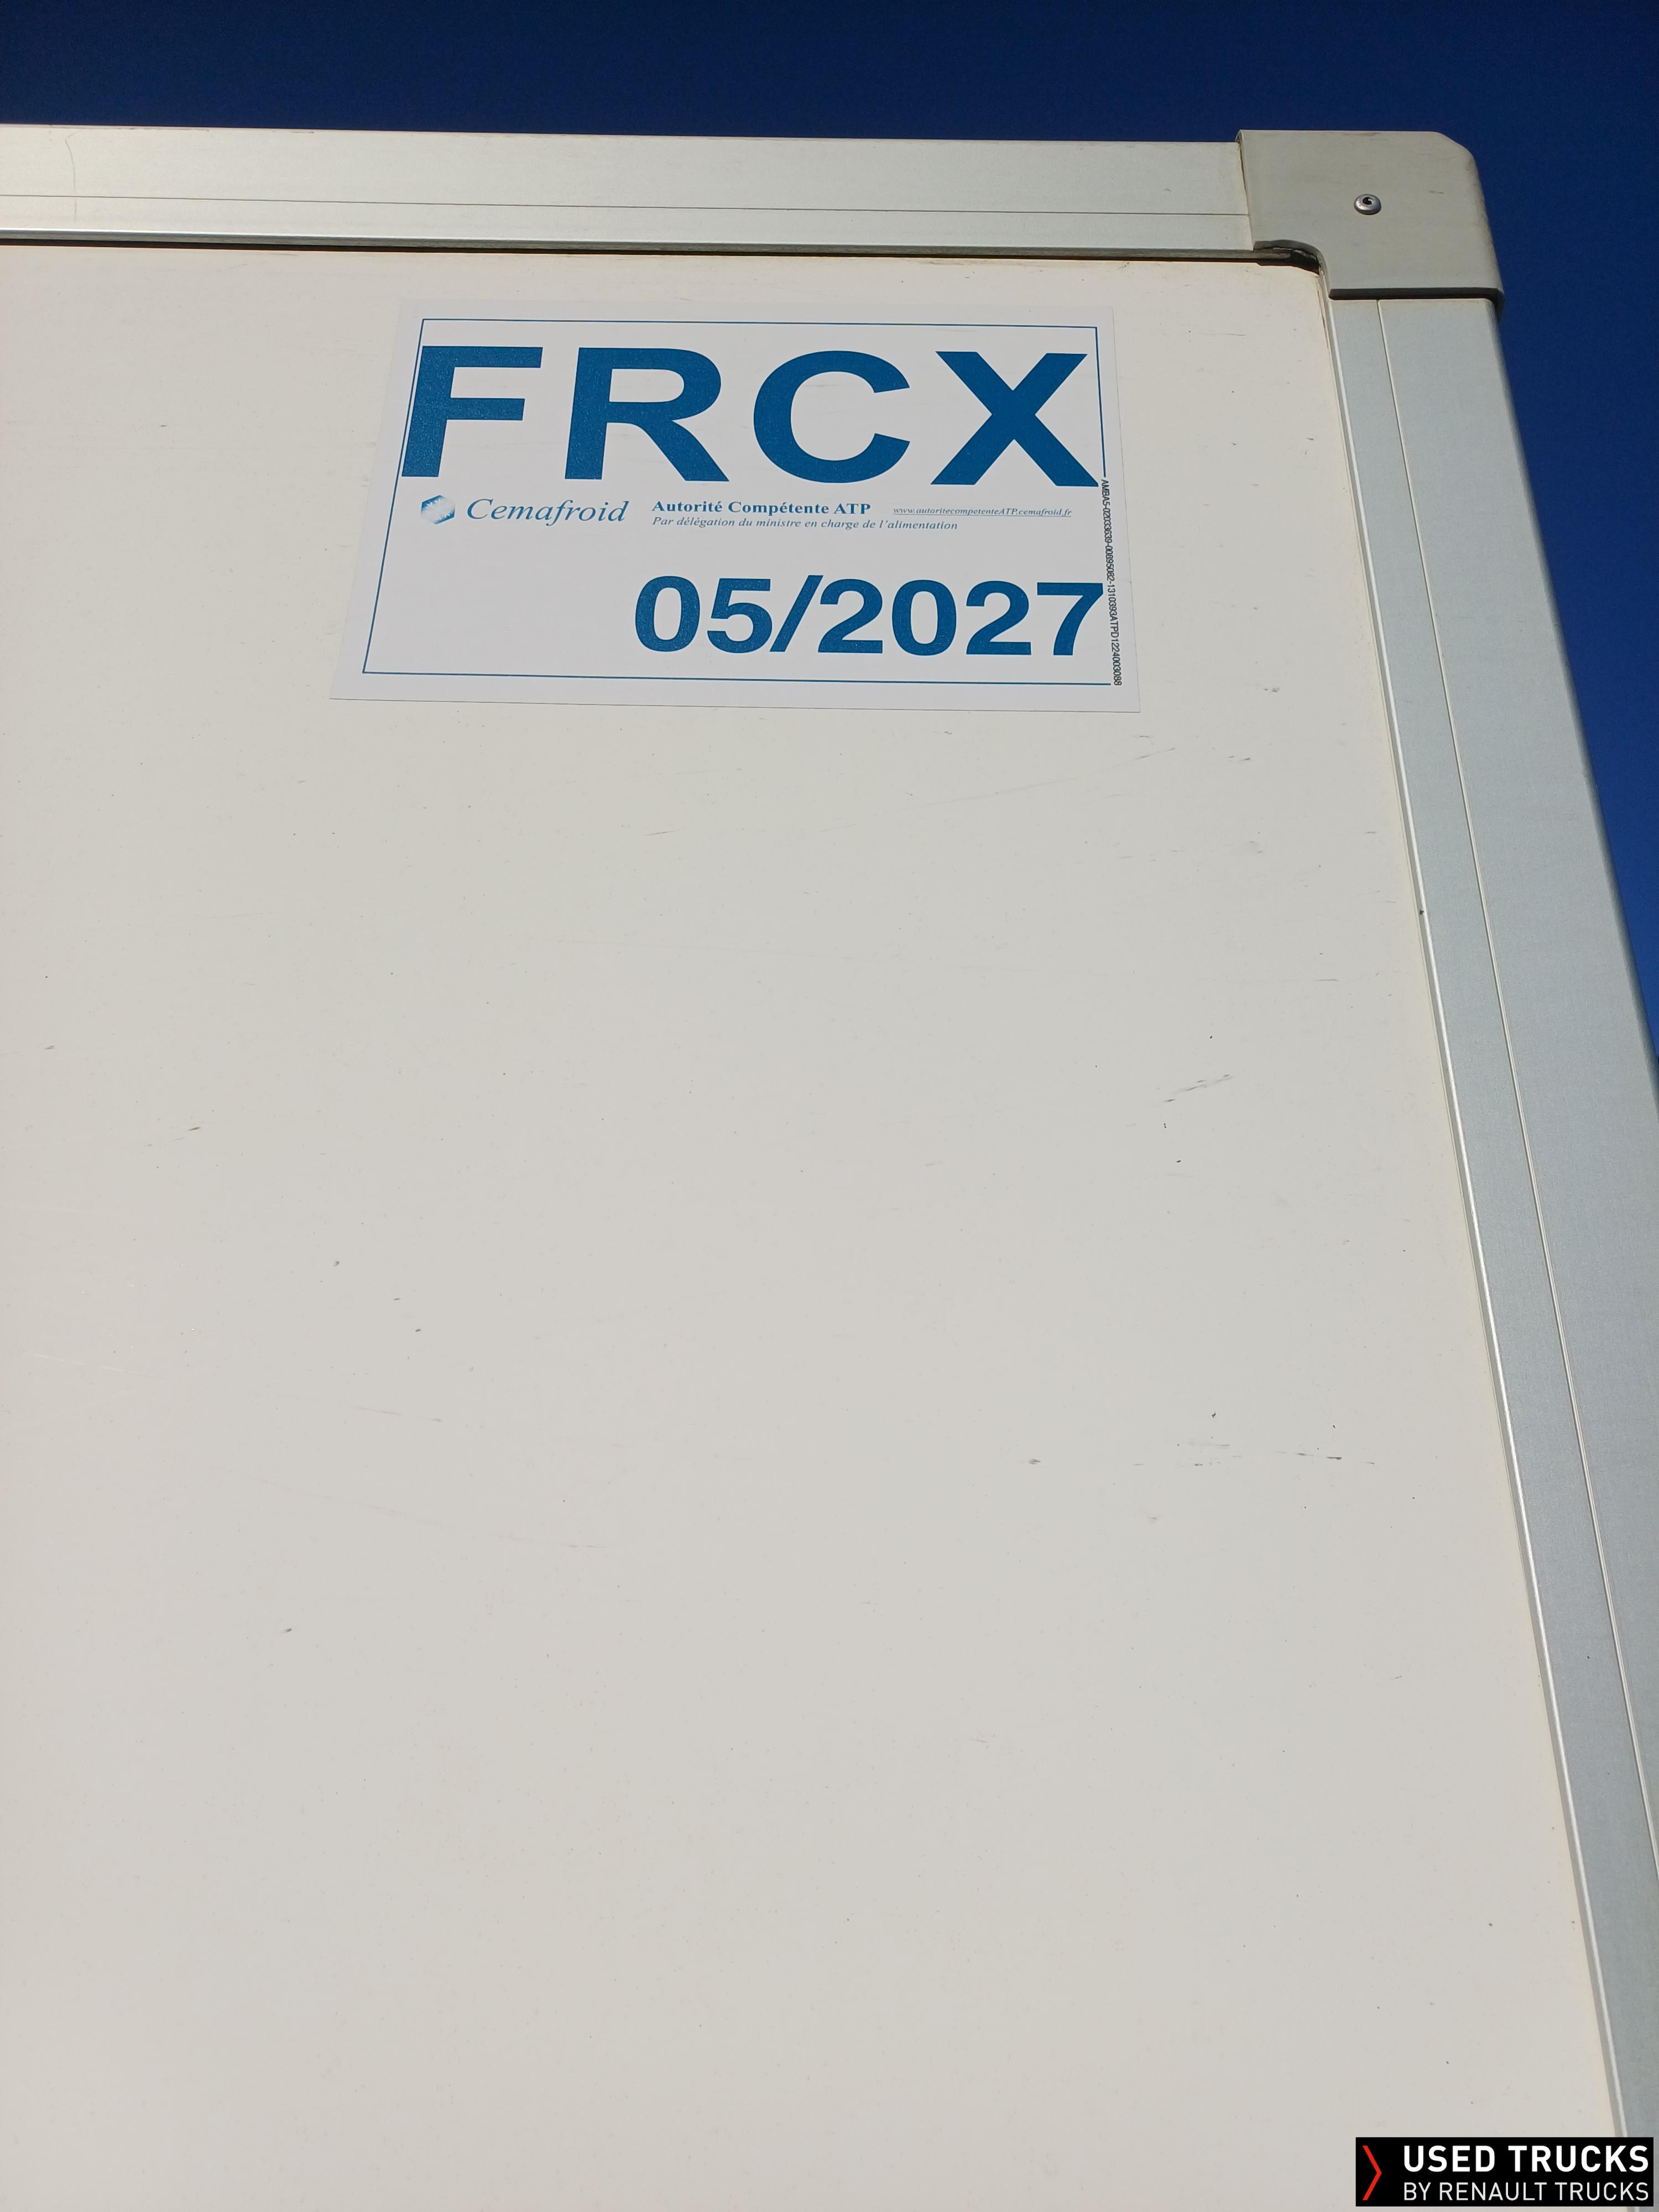 FRCX
Cemafroid
Autorité Compétente ATP
www.autoritecompetenteATP.cemafroid.fr
Par délégation du ministre en charge de l'alimentation
05/2027
USED TRUCKS
BY RENAULT TRUCKS